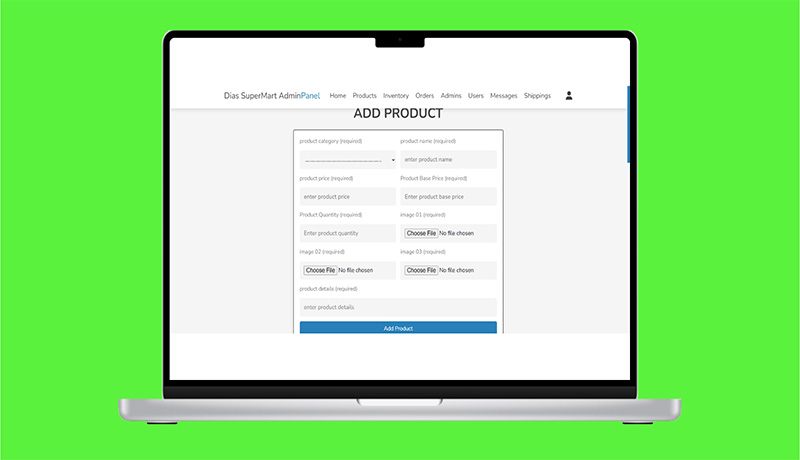 Dias SuperMart AdminPanel Home Products Inventory Orders Admins Users Messages Shippings
ADD PRODUCT
product category (required) product name (required)
enter product name
product price (required) Product Base Price (required)
enter product price Enter product base price
Product Quantity (required) image 01 (required)
Enter product quantity Choose File No file chosen
image 02 (required) image 03 (required)
Choose File No file chosen Choose File No file chosen
product details (required)
enter product details
Add Product